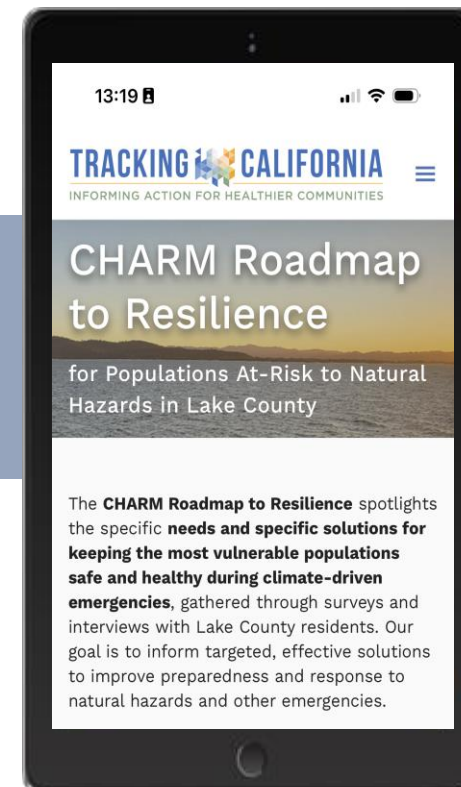 13:19
TRACKING CALIFORNIA
INFORMING ACTION FOR HEALTHIER COMMUNITIES
CHARM Roadmap
to Resilience
for Populations At-Risk to Natural
Hazards in Lake County
The CHARM Roadmap to Resilience spotlights
the specific needs and specific solutions for
keeping the most vulnerable populations
safe and healthy during climate-driven
emergencies, gathered through surveys and
interviews with Lake County residents. Our
goal is to inform targeted, effective solutions
to improve preparedness and response to
natural hazards and other emergencies.